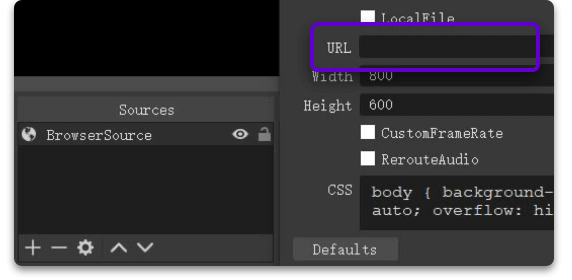 LocalFile
URL
Width 800
Height 600
CustomFrameRate
RerouteAudio
CSS body { background-
auto; overflow: hi
Defaults
Sources
BrowserSource